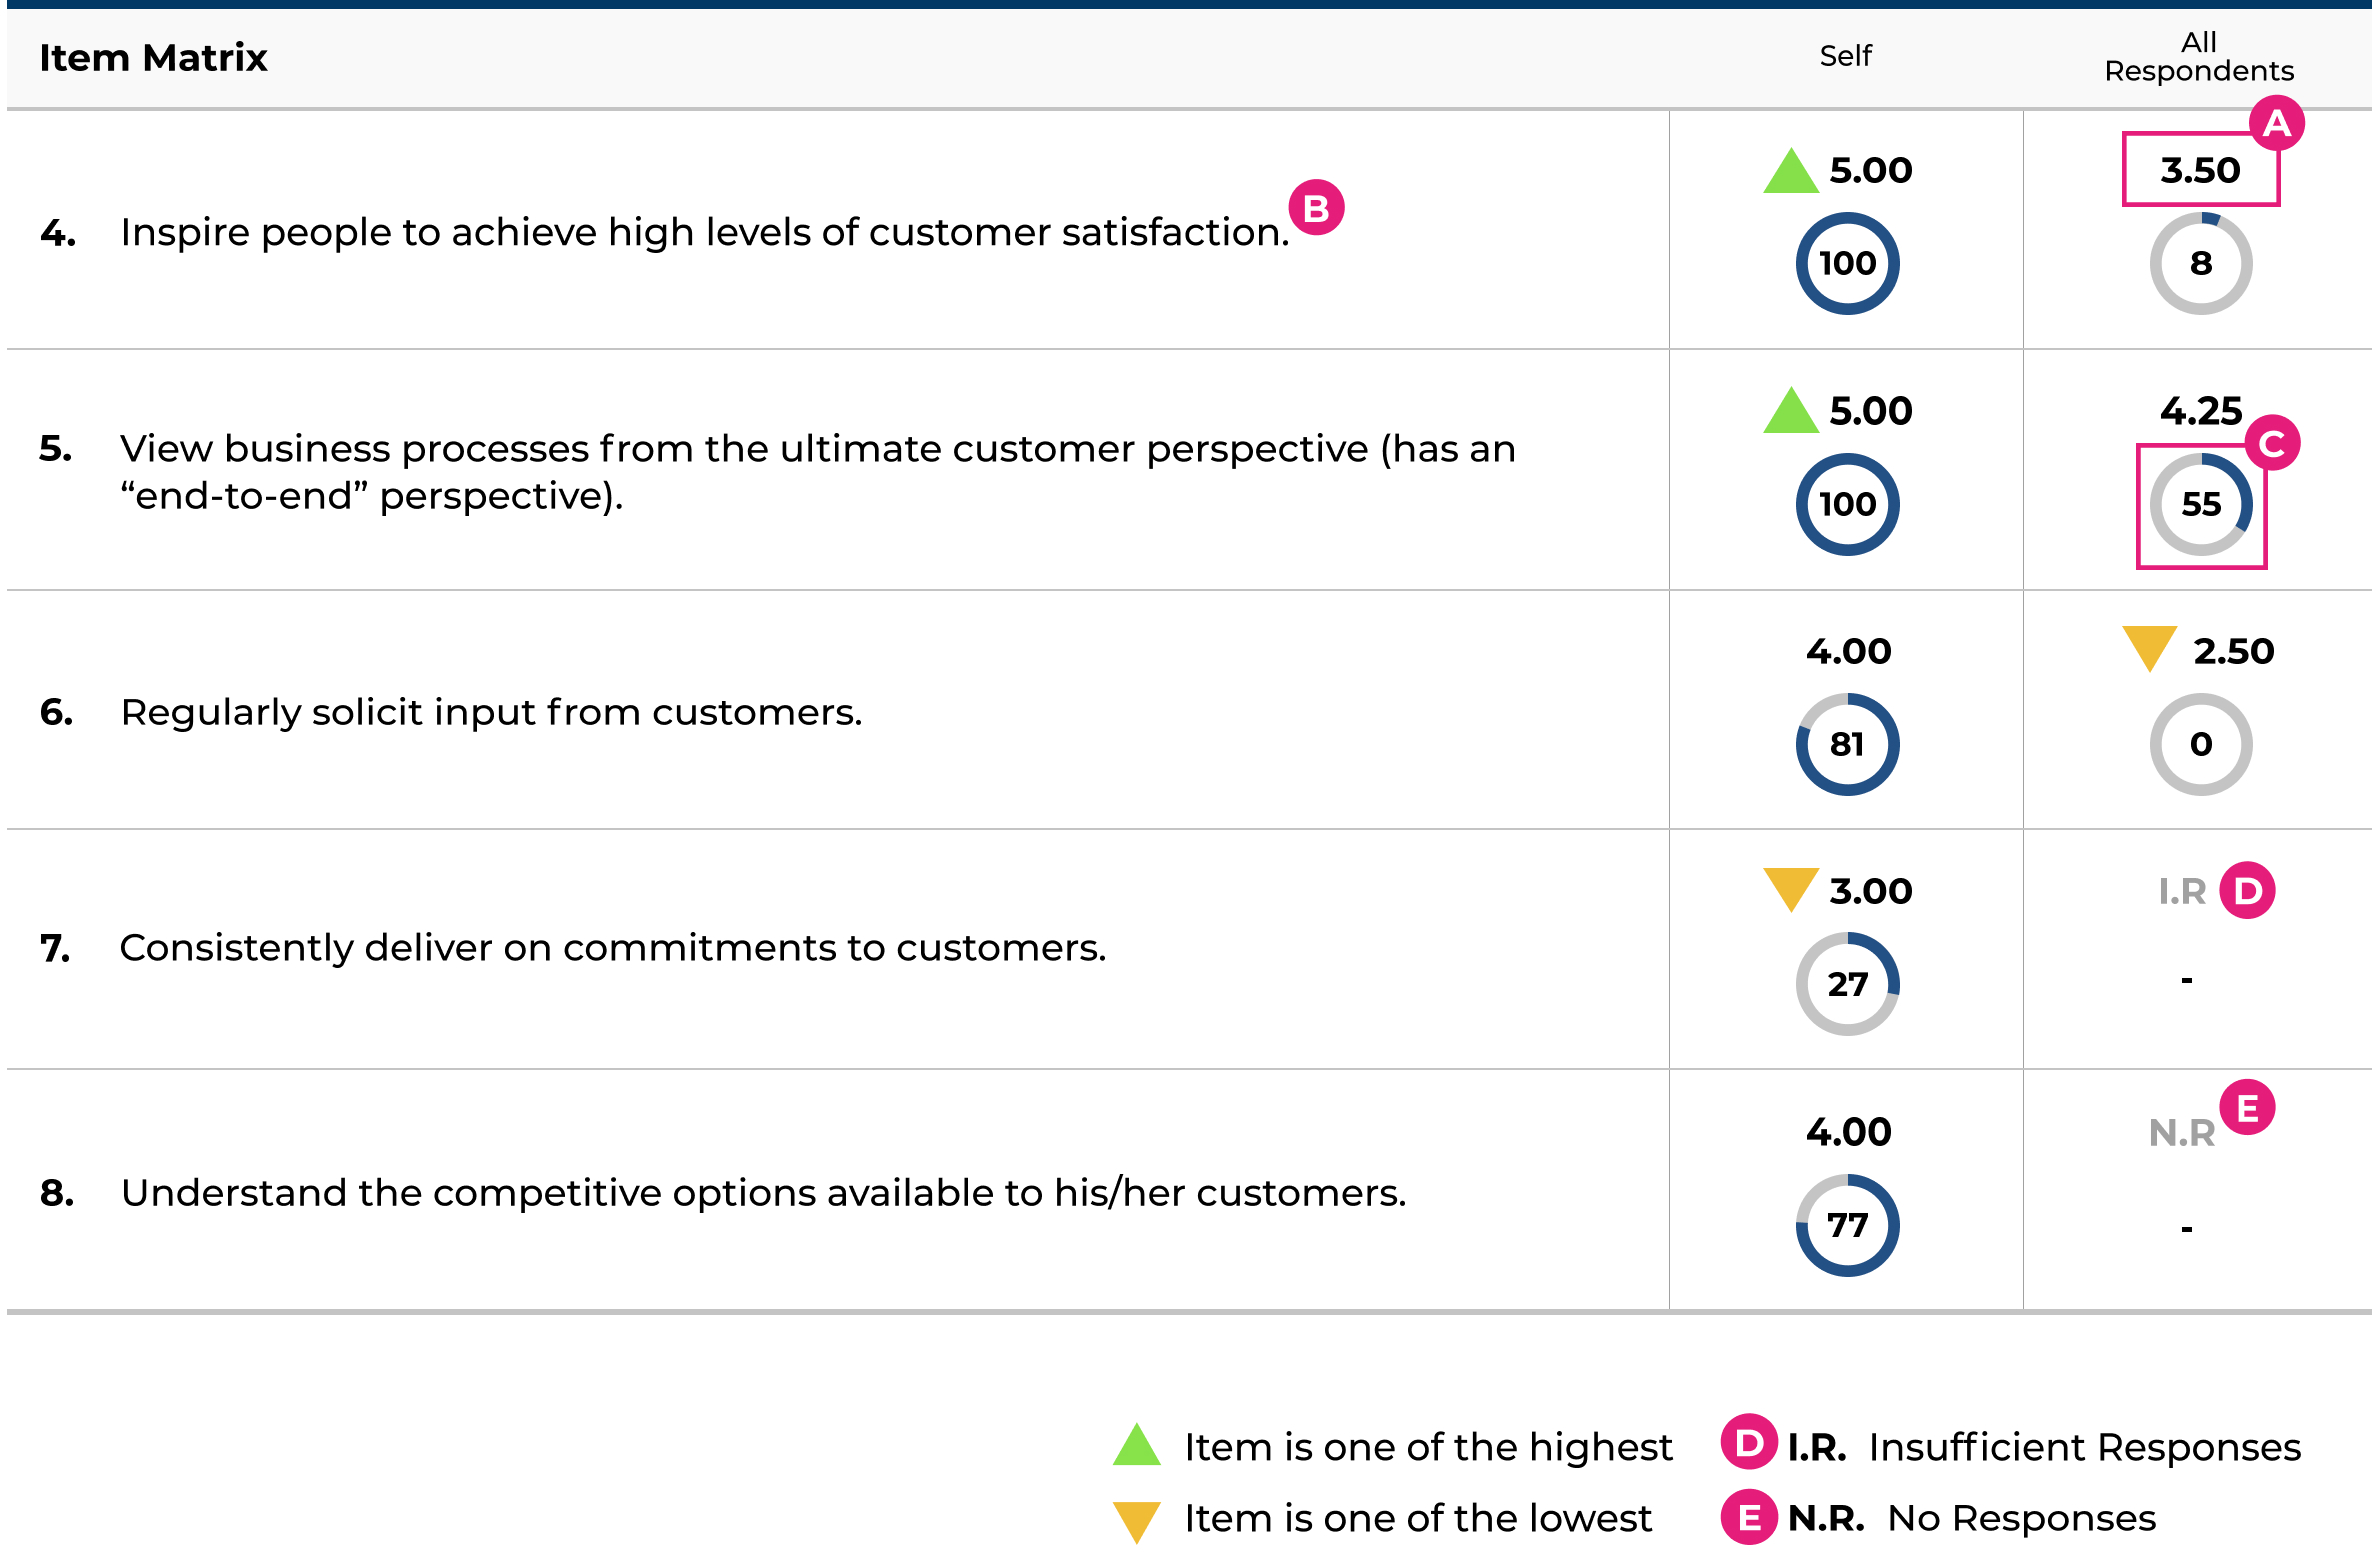 Item Matrix
Self
All
Respondents
A
5.00
3.50
4. Inspire people to achieve high levels of customer satisfaction.
B
100
8
5.00
4.25
C
5. View business processes from the ultimate customer perspective (has an
“end-to-end” perspective).
100
55
4.00
2.50
6. Regularly solicit input from customers.
81
0
3.00
I.R
D
7. Consistently deliver on commitments to customers.
27
-
4.00
N.R
E
8. Understand the competitive options available to his/her customers.
77
-
Item is one of the highest
D I.R. Insufficient Responses
Item is one of the lowest
E N.R. No Responses